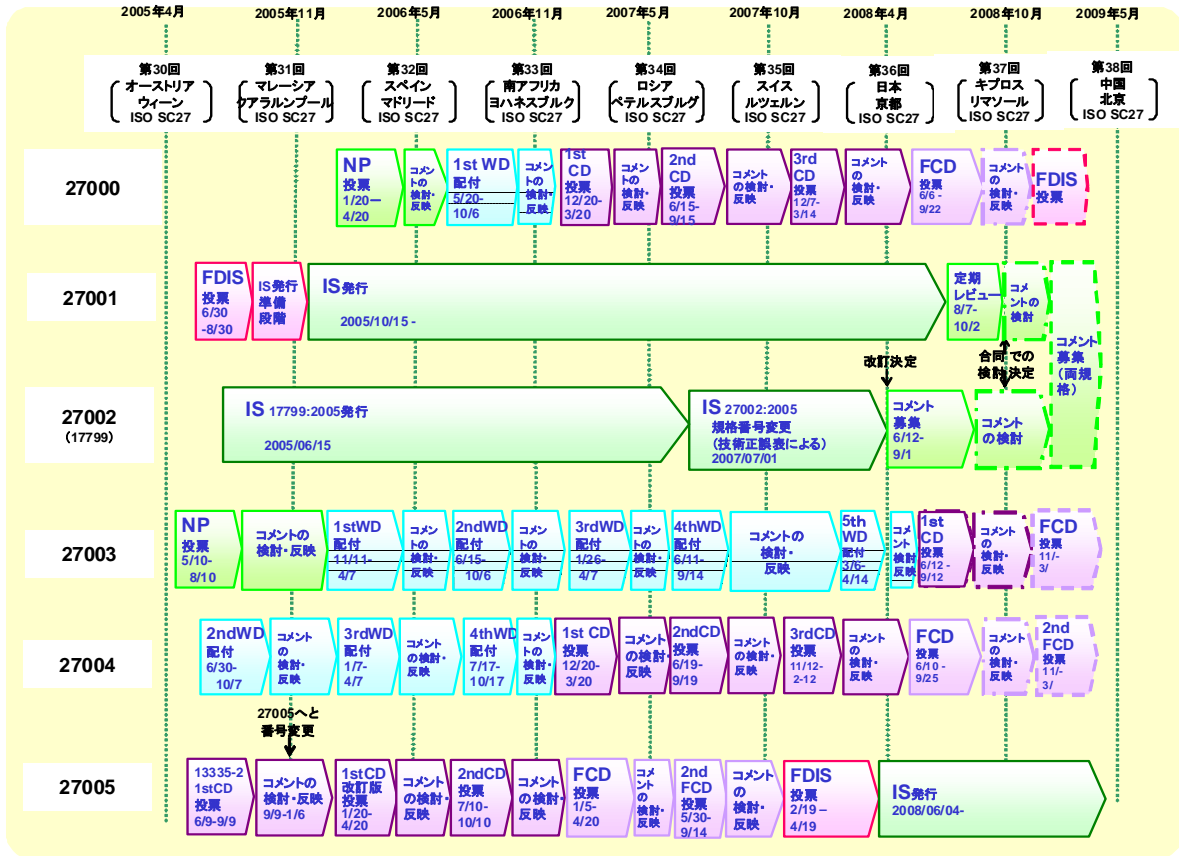 2005年4月
2005年11月
2006年5月
2006年11月
2007年5月
2007年10月
2008年4月
2008年10月
2009年5月
第30回
オーストリア
ウィーン
ISO SC27
第31回
マレーシア
クアラルンプール
ISO SC27
第32回
スペイン
マドリード
ISO SC27
第33回
南アフリカ
ヨハネスブルク
ISO SC27
第34回
ロシア
ペテルスブルグ
ISO SC27
第35回
スイス
ルツェルン
ISO SC27
第36回
日本
京都
ISO SC27
第37回
キプロス
リマソール
ISO SC27
第38回
中国
北京
ISO SC27
27000
NP
投票
1/20－
4/20
コメン
トの
検討・
反映
1st WD
配付
5/20-
10/6
コメン
トの
検討・
反映
1st
CD
投票
12/20-
3/20
コメン
トの
検討・
反映
2nd
CD
投票
6/15-
9/15
コメント
の検討・
反映
3rd
CD
投票
12/7-
3/14
コメント
の検討・
反映
FCD
投票
6/6 -
9/22
コメント
の
検討・
反映
FDIS
投票
27001
FDIS
投票
6/30
-8/30
IS発行
準備
段階
IS発行
2005/10/15 -
定期
レビュー
8/7-
10/2
コメ
ントの
検討
改訂決定
合同での
検討決定
コメント
募集
(両規
格)
27002
(17799)
IS 17799:2005発行
2005/06/15
IS 27002:2005
規格番号変更
(技術正誤表による)
2007/07/01
コメント
募集
6/12-
9/1
コメント
の検討
27003
NP
投票
5/10-
8/10
コメントの
検討・反映
1stWD
配付
11/11-
4/7
コメン
トの
検討・
反映
2ndWD
配付
6/15-
10/6
コメン
トの
検討・
反映
3rdWD
配付
1/26-
4/7
コメン
トの
検討・
反映
4thWD
配付
6/11-
9/14
コメント
の
検討・
反映
5th
WD
配付
3/6-
4/14
コメ
ント
検討
反映
1st
CD
投票
6/12 -
9/12
コメント
の
検討・
反映
FCD
投票
11/-
3/
27004
2ndWD
配付
6/30-
10/7
コメント
の
検討・
反映
3rdWD
配付
1/7-
4/7
コメント
の検討・
反映
4thWD
配付
7/17-
10/17
コメン
トの
検討・
反映
1st CD
投票
12/20-
3/20
コメント
の検討・
反映
2ndCD
投票
6/19-
9/19
コメント
の検討・
反映
3rdCD
投票
11/12-
2-12
コメント
の検討・
反映
FCD
投票
6/10 -
9/25
コメント
の
検討・
反映
2nd
FCD
投票
11/-
3/
27005へと
番号変更
27005
13335-2
1stCD
投票
6/9-9/9
コメントの
検討・反映
9/9-1/6
1stCD
改訂版
投票
1/20-
4/20
コメント
の検討・
反映
2ndCD
投票
7/10-
10/10
コメント
の検討・
反映
FCD
投票
1/5-
4/20
コメン
トの
検討・
反映
2nd
FCD
投票
5/30-
9/14
コメント
の検討・
反映
FDIS
投票
2/19－
4/19
IS発行
2008/06/04-